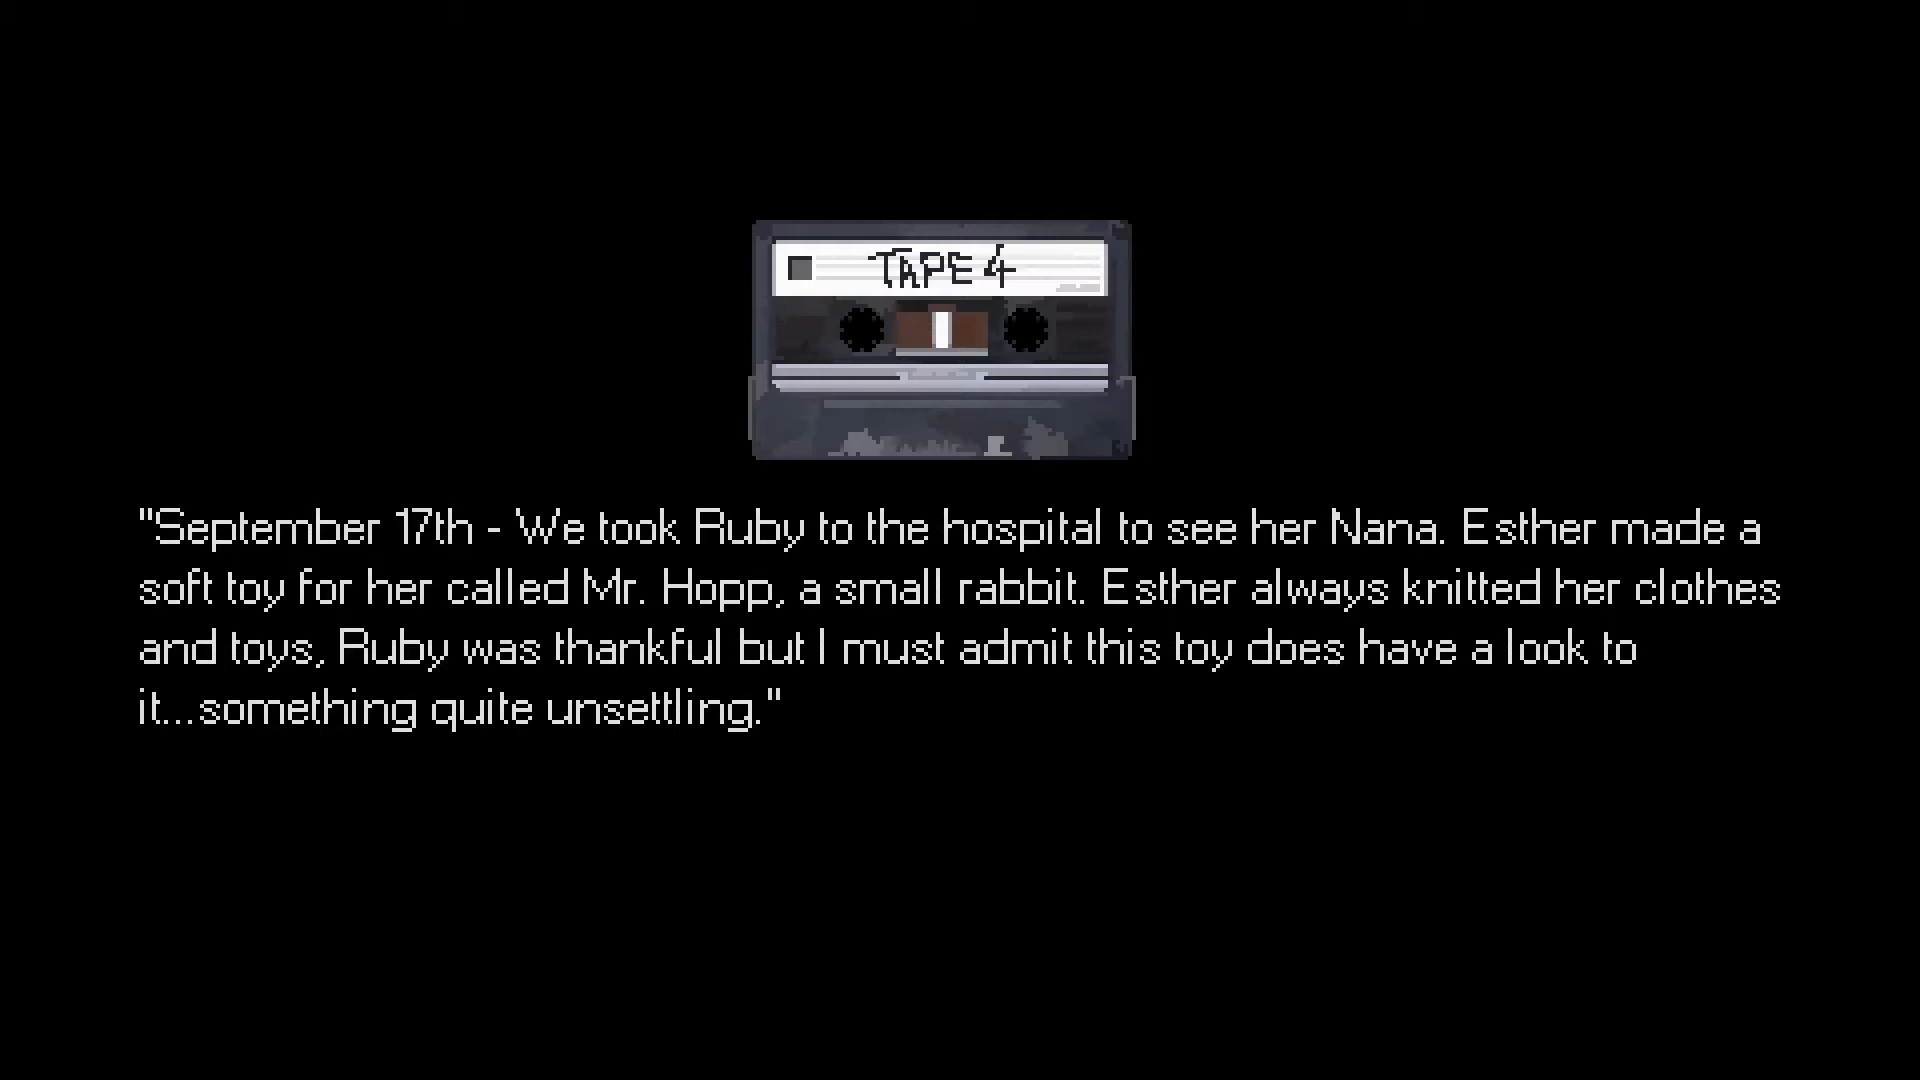 TAPE 4
"September 17th - We took Ruby to the hospital to see her Nana. Esther made a
soft toy for her called Mr. Hopp, a small rabbit. Esther always knitted her clothes
and toys, Ruby was thankful but I must admit this toy does have a look to
it...something quite unsettling."